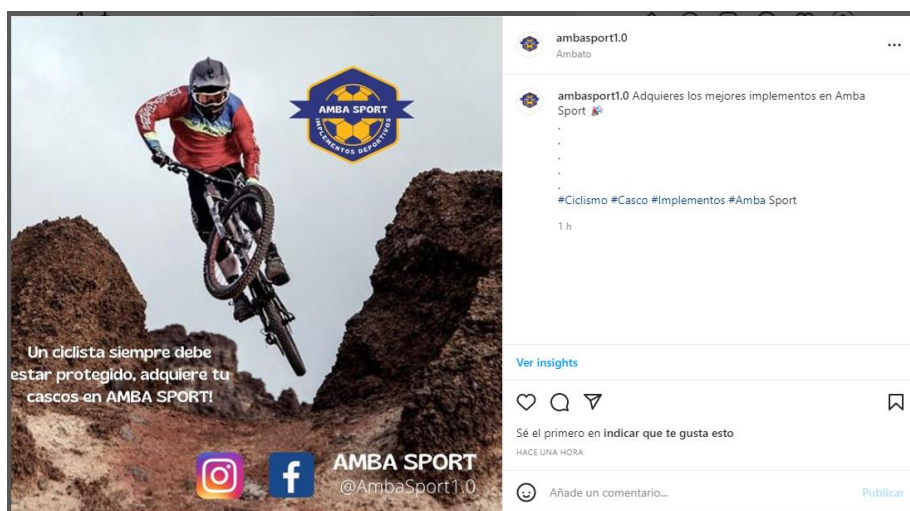 AMBA SPORT
IMPLEMENTOS DEPORTIVOS
Un ciclista siempre debe
estar protegido, adquiere tu
cascos en AMBA SPORT!
AMBA SPORT
@AmbaSport1.0
ambasport1.0
Ambato
ambasport1.0 Adquieres los mejores implementos en Amba
Sport
.
.
.
.
.
#Ciclismo #Casco #Implementos #Amba Sport
1 h
Ver insights
Sé el primero en indicar que te gusta esto
HACE UNA HORA
Añade un comentario...
Publicar